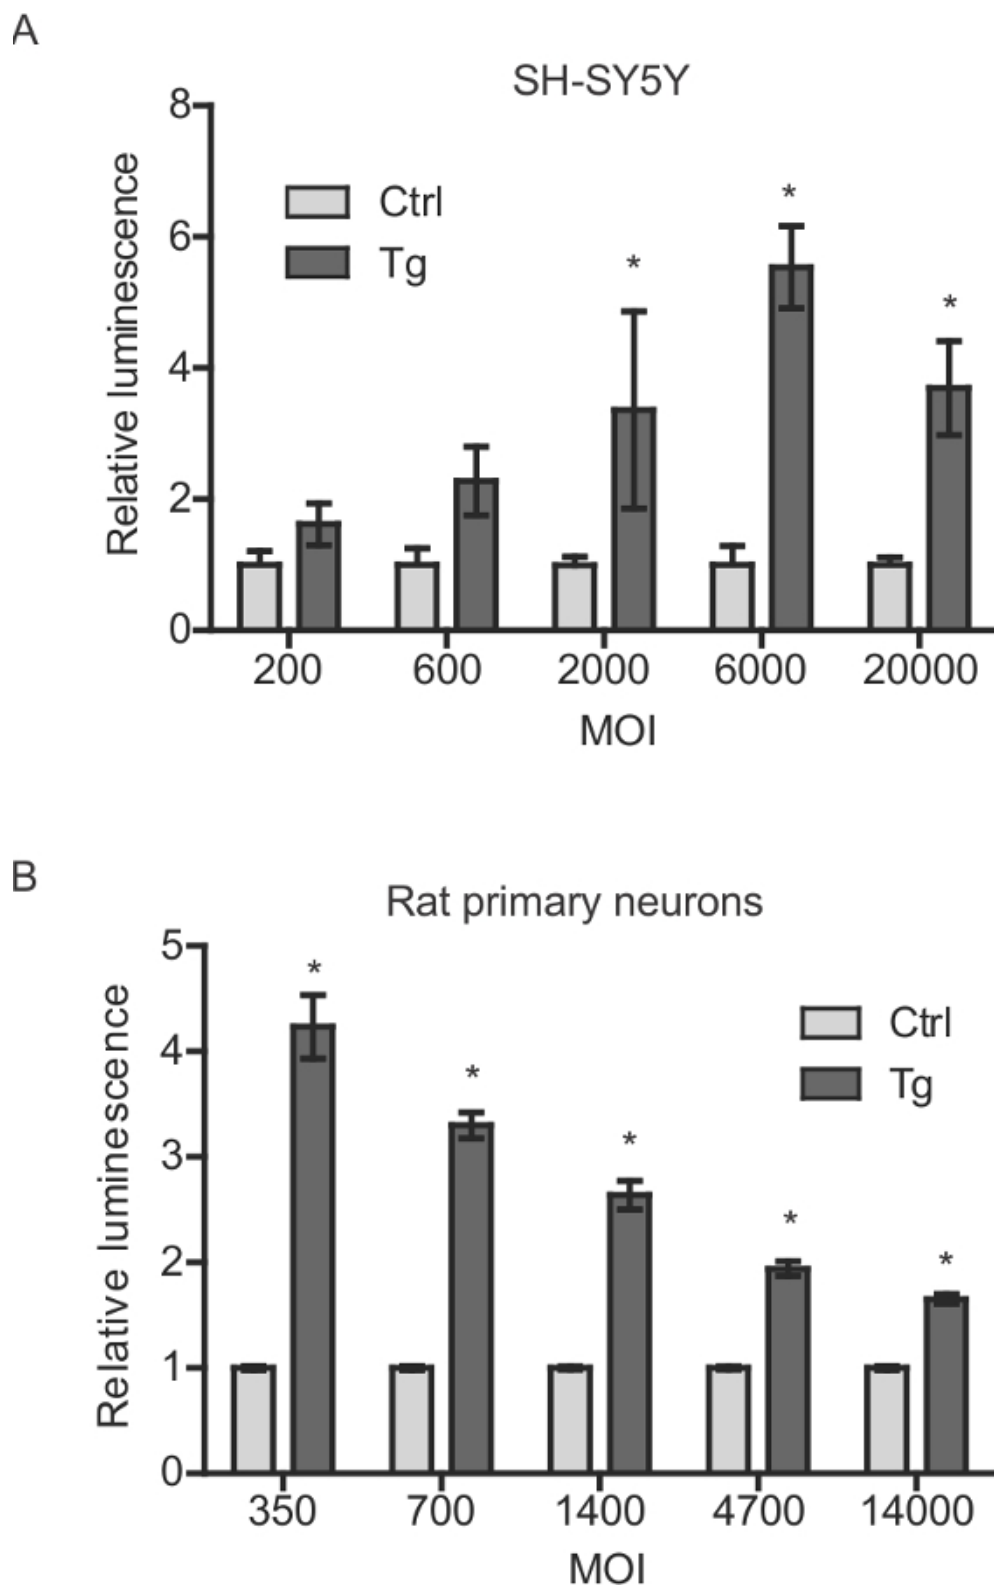 A
SH-SY5Y
8
6
4
2
0
Relative luminescence
Ctrl
Tg
*
*
*
200 600 2000 6000 20000
MOI
B
Rat primary neurons
5
4
3
2
1
0
Relative luminescence
Ctrl
Tg
*
*
*
*
*
350 700 1400 4700 14000
MOI